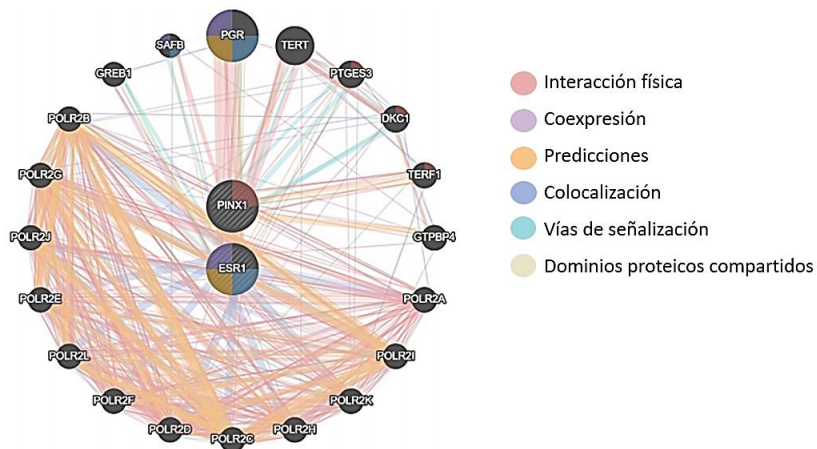 PGR
TERT
SAFB
PTGES3
GREB1
DKC1
POLR2B
TERF1
POLR2G
PINX1
POLR2J
GTPBP4
ESR1
POLR2E
POLR2A
POLR2L
POLR2I
POLR2F
POLR2K
POLR2D
POLR2H
POLR2C
Interacción física
Coexpresión
Predicciones
Colocalización
Vías de señalización
Dominios proteicos compartidos